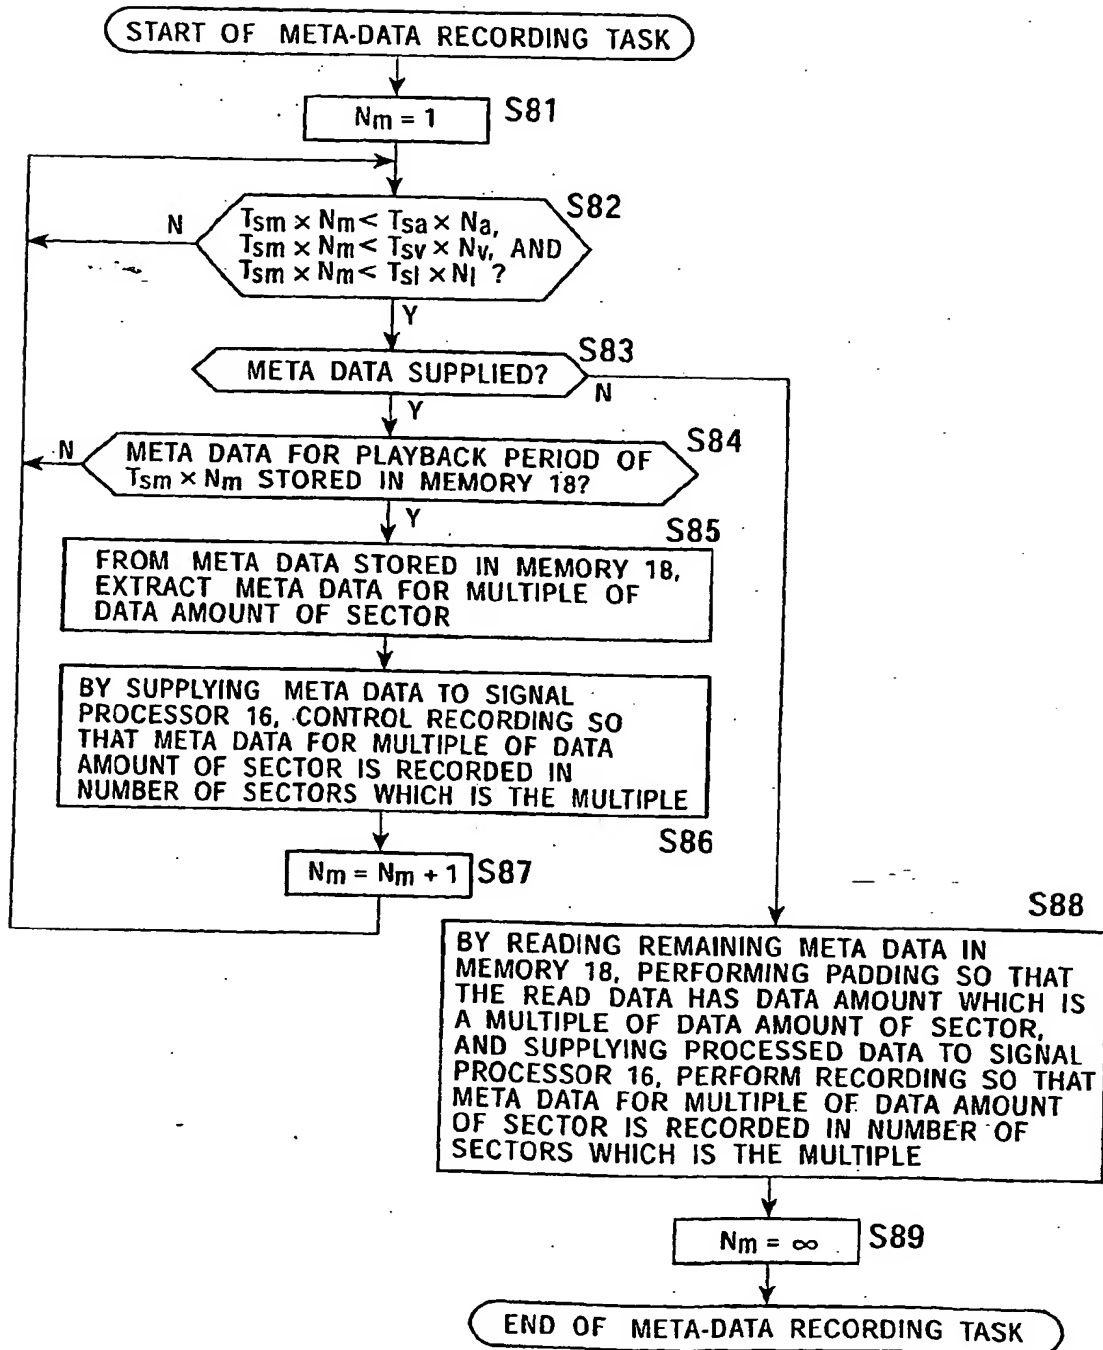 START OF META-DATA RECORDING TASK
Nm = 1
S81
S82
Tsm × Nm < Tsa × Na,
Tsm × Nm < Tsv × Nv, AND
Tsm × Nm < Tsl × Nl ?
N
Y
S83
META DATA SUPPLIED?
N
Y
S84
N
META DATA FOR PLAYBACK PERIOD OF
Tsm × Nm STORED IN MEMORY 18?
Y
S85
FROM META DATA STORED IN MEMORY 18,
EXTRACT META DATA FOR MULTIPLE OF
DATA AMOUNT OF SECTOR
BY SUPPLYING META DATA TO SIGNAL
PROCESSOR 16, CONTROL RECORDING SO
THAT META DATA FOR MULTIPLE OF DATA
AMOUNT OF SECTOR IS RECORDED IN
NUMBER OF SECTORS WHICH IS THE MULTIPLE
S86
Nm = Nm + 1
S87
S88
BY READING REMAINING META DATA IN
MEMORY 18, PERFORMING PADDING SO THAT
THE READ DATA HAS DATA AMOUNT WHICH IS
A MULTIPLE OF DATA AMOUNT OF SECTOR,
AND SUPPLYING PROCESSED DATA TO SIGNAL
PROCESSOR 16, PERFORM RECORDING SO THAT
META DATA FOR MULTIPLE OF DATA AMOUNT
OF SECTOR IS RECORDED IN NUMBER OF
SECTORS WHICH IS THE MULTIPLE
Nm = ∞
S89
END OF META-DATA RECORDING TASK